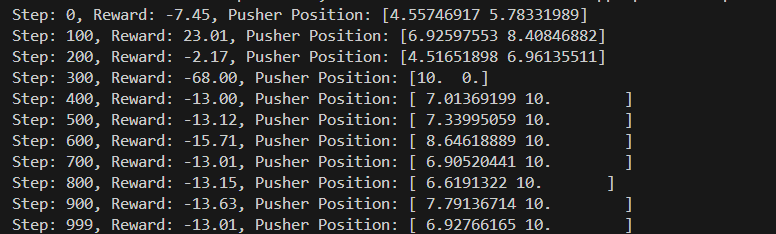 Step: 0, Reward: -7.45, Pusher Position: [4.55746917 5.78331989]
Step: 100, Reward: 23.01, Pusher Position: [6.92597553 8.40846882]
Step: 200, Reward: -2.17, Pusher Position: [4.51651898 6.96135511]
Step: 300, Reward: -68.00, Pusher Position: [10.  0.]
Step: 400, Reward: -13.00, Pusher Position: [ 7.01369199 10.        ]
Step: 500, Reward: -13.12, Pusher Position: [ 7.33995059 10.        ]
Step: 600, Reward: -15.71, Pusher Position: [ 8.64618889 10.        ]
Step: 700, Reward: -13.01, Pusher Position: [ 6.90520441 10.        ]
Step: 800, Reward: -13.15, Pusher Position: [ 6.6191322 10.       ]
Step: 900, Reward: -13.63, Pusher Position: [ 7.79136714 10.        ]
Step: 999, Reward: -13.01, Pusher Position: [ 6.92766165 10.        ]